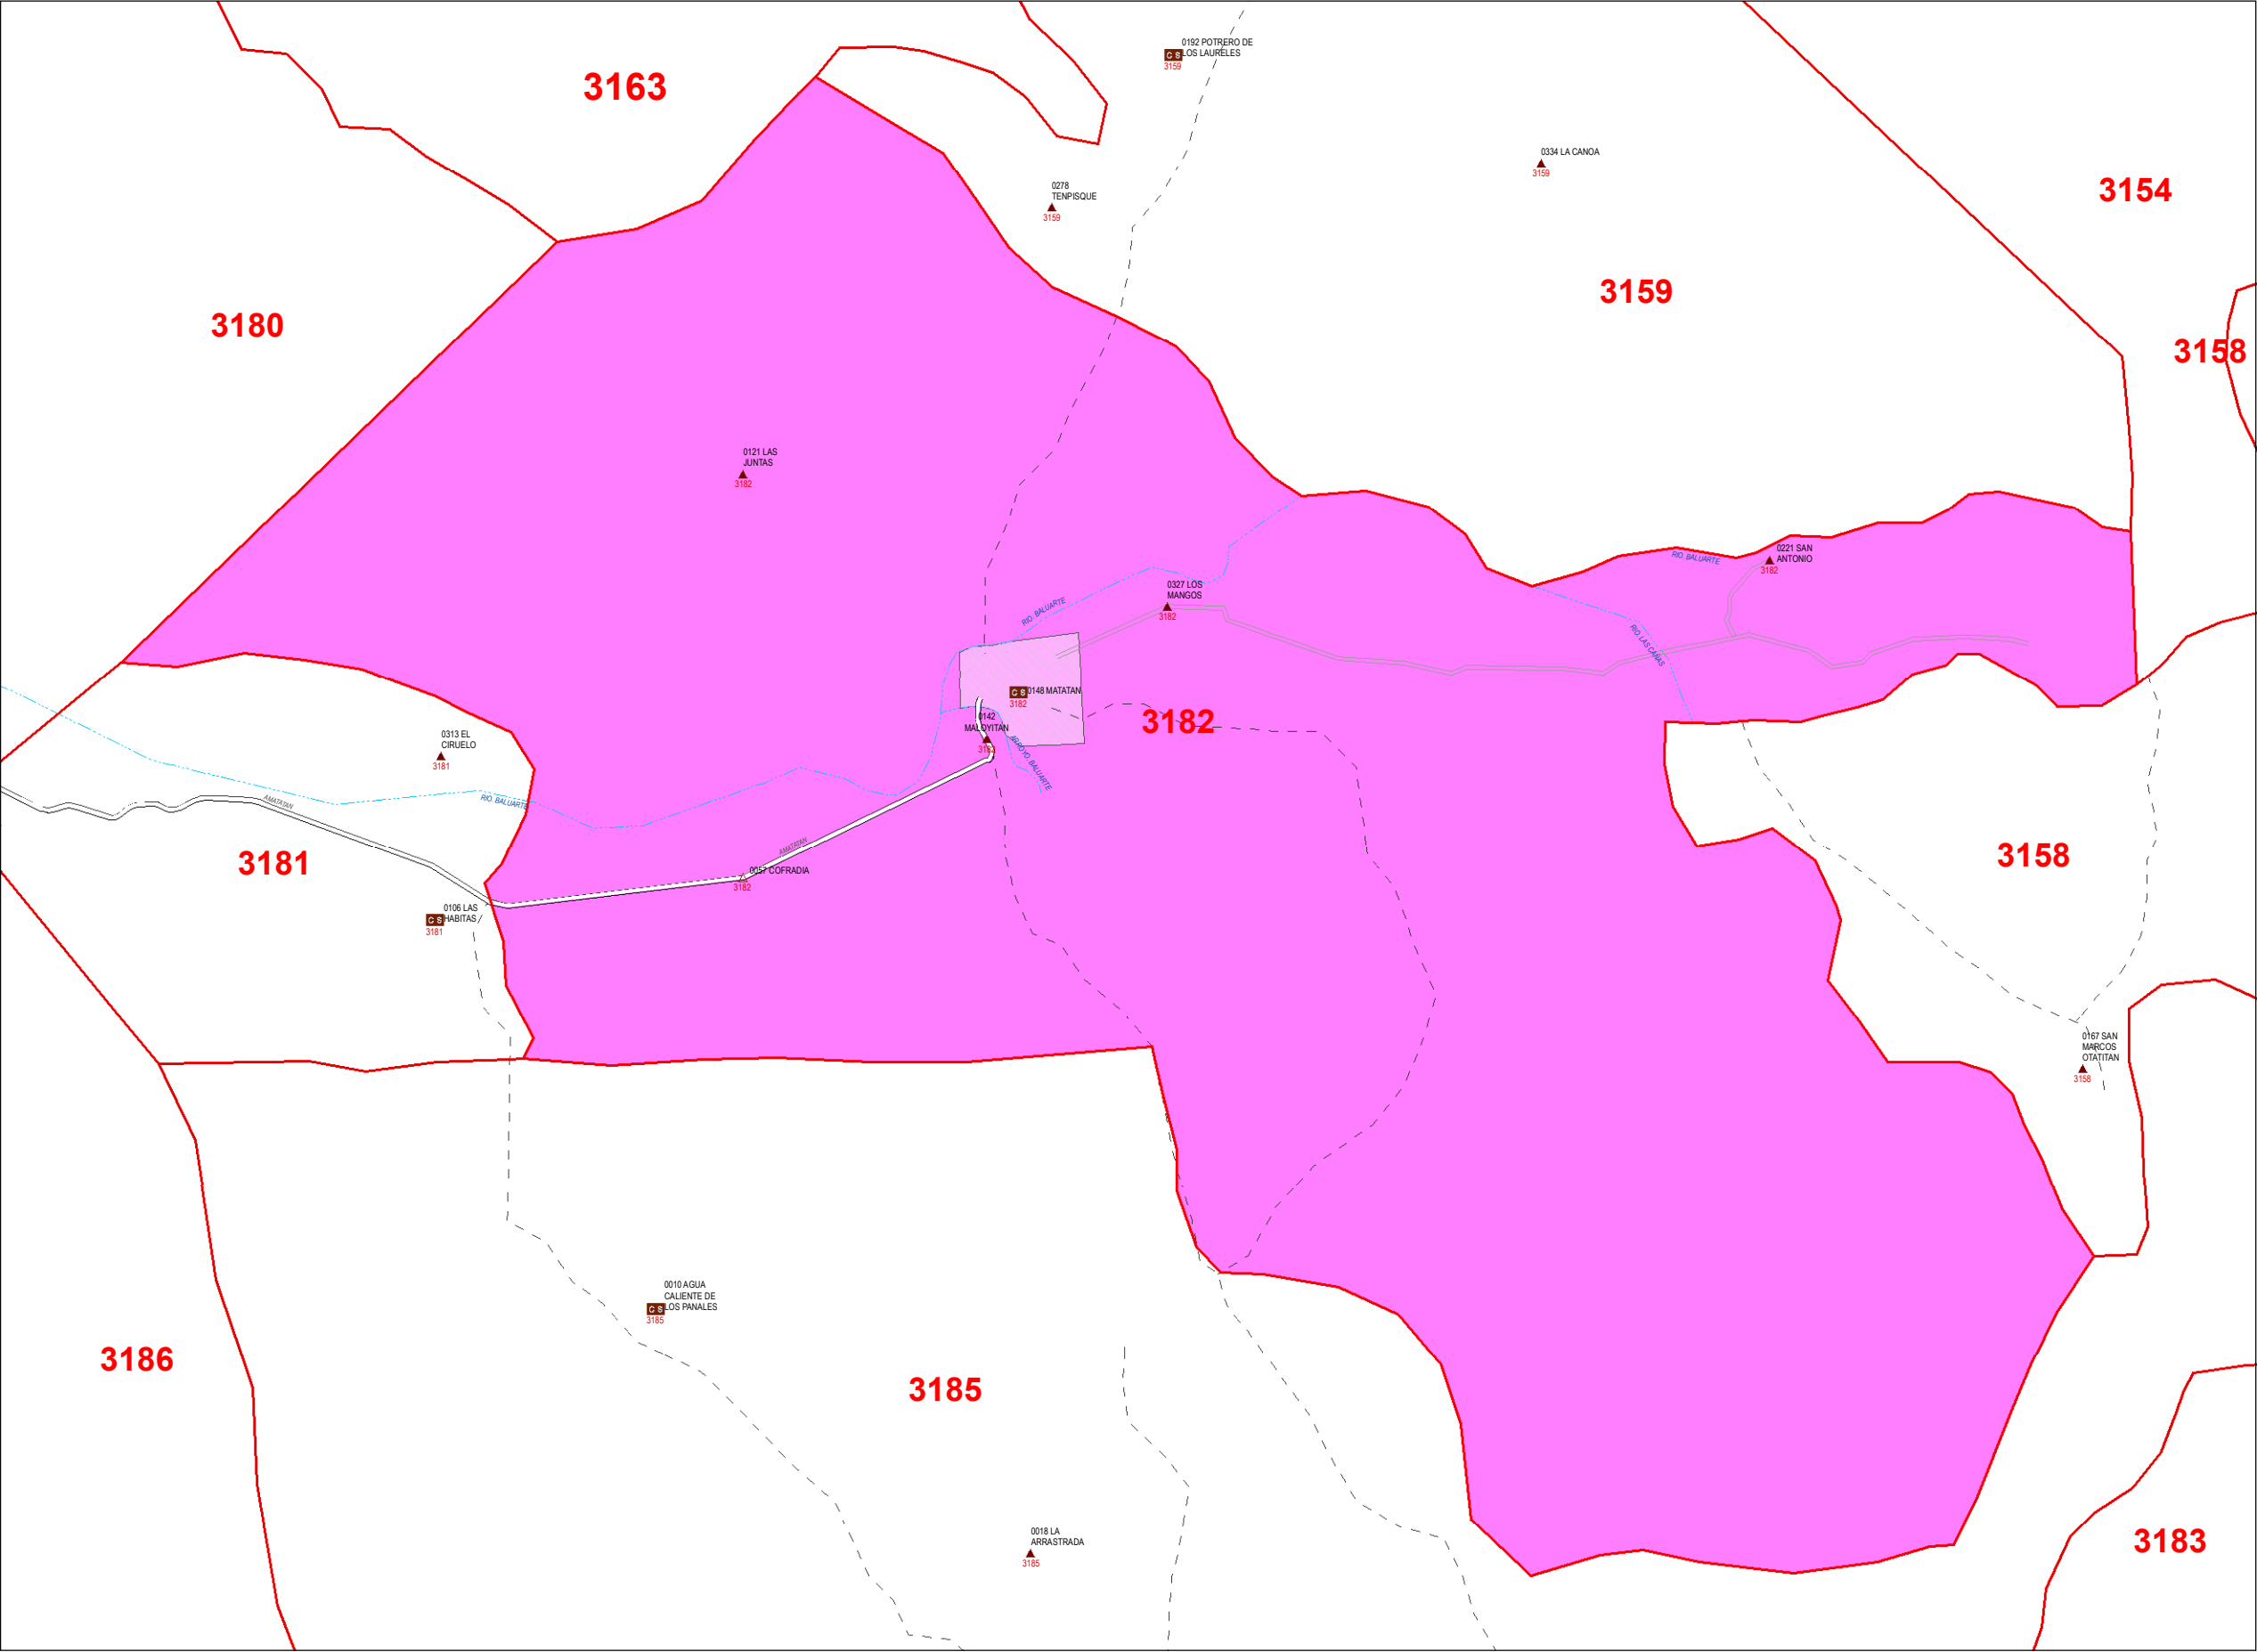 0192 POTRERO DE
LOS LAURELES
C S
3159
3163
0334 LA CANOA
3159
3154
0278
TENPISQUE
3159
3159
3180
3158
0121 LAS
JUNTAS
3182
0221 SAN
ANTONIO
3182
RIO. BALUARTE
0327 LOS
MANGOS
3182
RIO. BALUARTE
RIO. LAS CAÑAS
C S
0148 MATATAN
3182
3182
0142
MALOYITAN
3182
ARROYO. BALUARTE
0313 EL
CIRUELO
3181
RIO. BALUARTE
AMATATAN
AMATATAN
3181
3158
0057 COFRADIA
3182
0106 LAS
HABITAS
C S
3181
0167 SAN
MARCOS
OTATITAN
3158
0010 AGUA
CALIENTE DE
LOS PANALES
C S
3185
3186
3185
0018 LA
ARRASTRADA
3185
3183